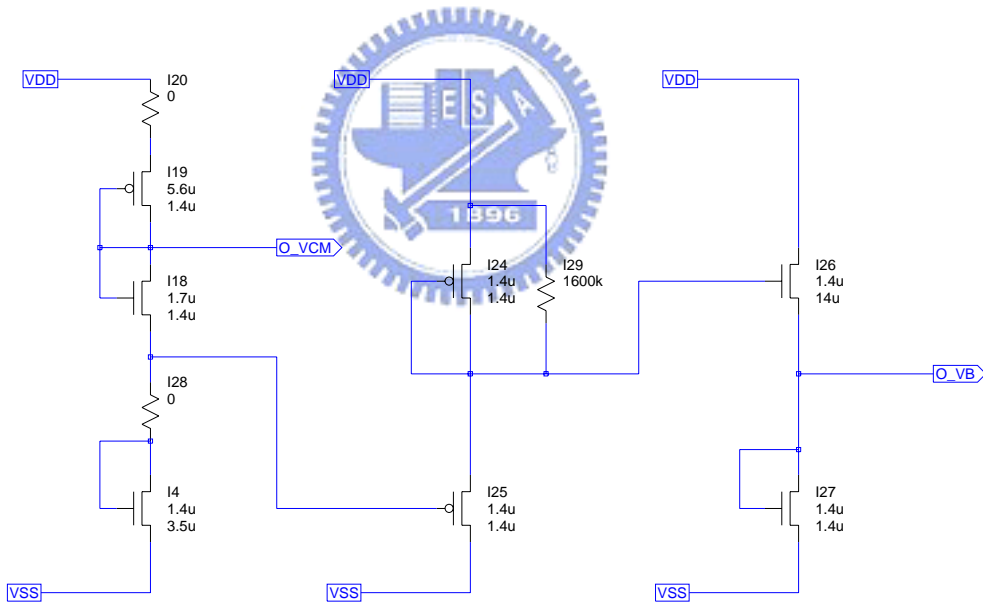 VDD
I20
0
I19
5.6u
1.4u
O_VCM
I18
1.7u
1.4u
I28
0
I4
1.4u
3.5u
VSS
VDD
E S A
1896
I24
1.4u
1.4u
I29
1600k
I25
1.4u
1.4u
VSS
VDD
I26
1.4u
14u
O_VB
I27
1.4u
1.4u
VSS